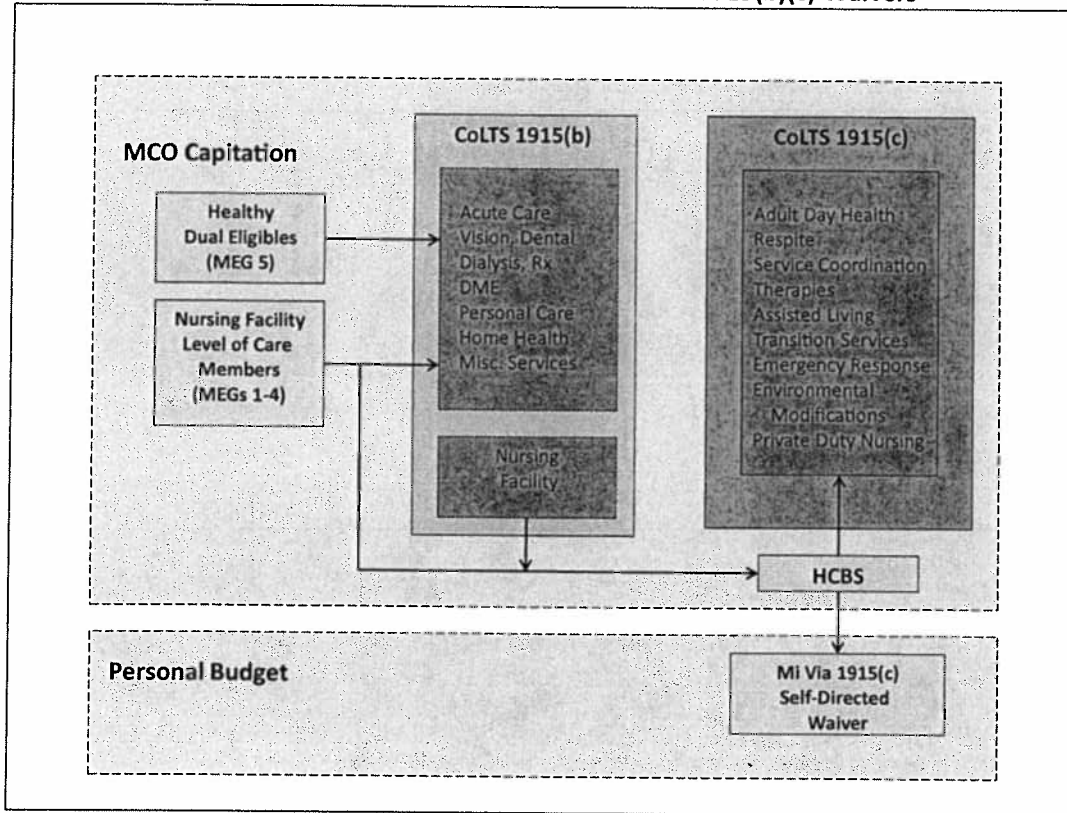 Waivers
MCO Capitation
Healthy
Dual Eligibles
(MEG 5)
Nursing Facility
Level of Care
Members
(MEGs 1-4)
CoLTS 1915(b)
Acute Care
Vision, Dental
Dialysis, Rx
DME
Personal Care
Home Health
Misc. Services
Nursing
Facility
CoLTS 1915(c)
Adult Day Health
Respite
Service Coordination
Therapies
Assisted Living
Transition Services
Emergency Response
Environmental
Modifications
Private Duty Nursing
HCBS
Personal Budget
Mi Via 1915(c)
Self-Directed
Waiver